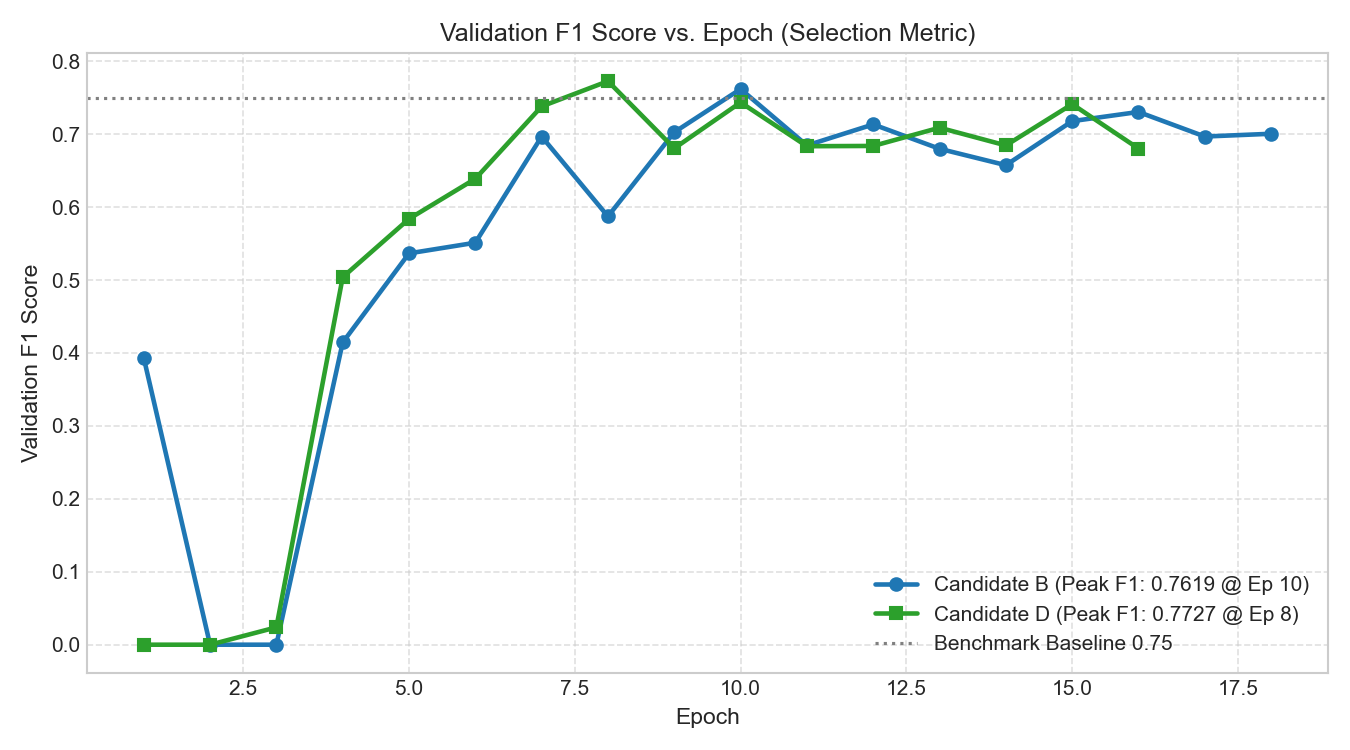 Validation F1 Score vs. Epoch (Selection Metric)
Validation F1 Score
0.8
0.7
0.6
0.5
0.4
0.3
0.2
0.1
0.0
Candidate B (Peak F1: 0.7619 @ Ep 10)
Candidate D (Peak F1: 0.7727 @ Ep 8)
Benchmark Baseline 0.75
2.5 5.0 7.5 10.0 12.5 15.0 17.5
Epoch